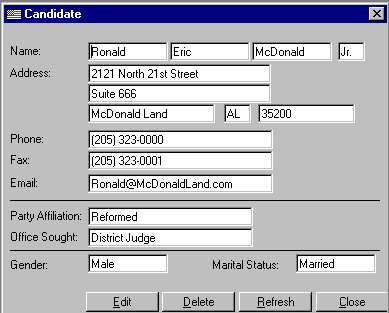 Candidate
Name: Ronald Eric McDonald Jr.
Address: 2121 North 21st Street
Suite 666
McDonald Land AL 35200
Phone: (205) 323-0000
Fax: (205) 323-0001
Email: Ronald@McDonaldLand.com
Party Affiliation: Reformed
Office Sought: District Judge
Gender: Male Marital Status: Married
Edit Delete Refresh Close